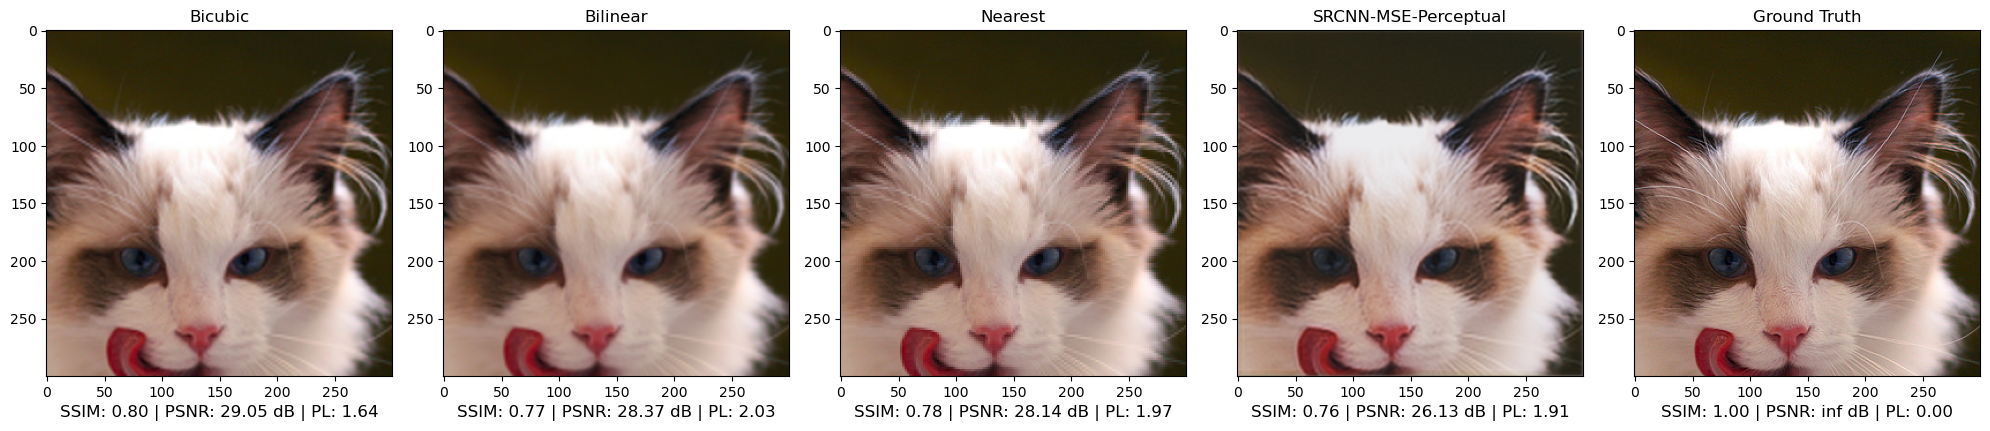 Bicubic
0
50
100
150
200
250
0 50 100 150 200 250
SSIM: 0.80 | PSNR: 29.05 dB | PL: 1.64
Bilinear
0
50
100
150
200
250
0 50 100 150 200 250
SSIM: 0.77 | PSNR: 28.37 dB | PL: 2.03
Nearest
0
50
100
150
200
250
0 50 100 150 200 250
SSIM: 0.78 | PSNR: 28.14 dB | PL: 1.97
SRCNN-MSE-Perceptual
0
50
100
150
200
250
0 50 100 150 200 250
SSIM: 0.76 | PSNR: 26.13 dB | PL: 1.91
Ground Truth
0
50
100
150
200
250
0 50 100 150 200 250
SSIM: 1.00 | PSNR: inf dB | PL: 0.00